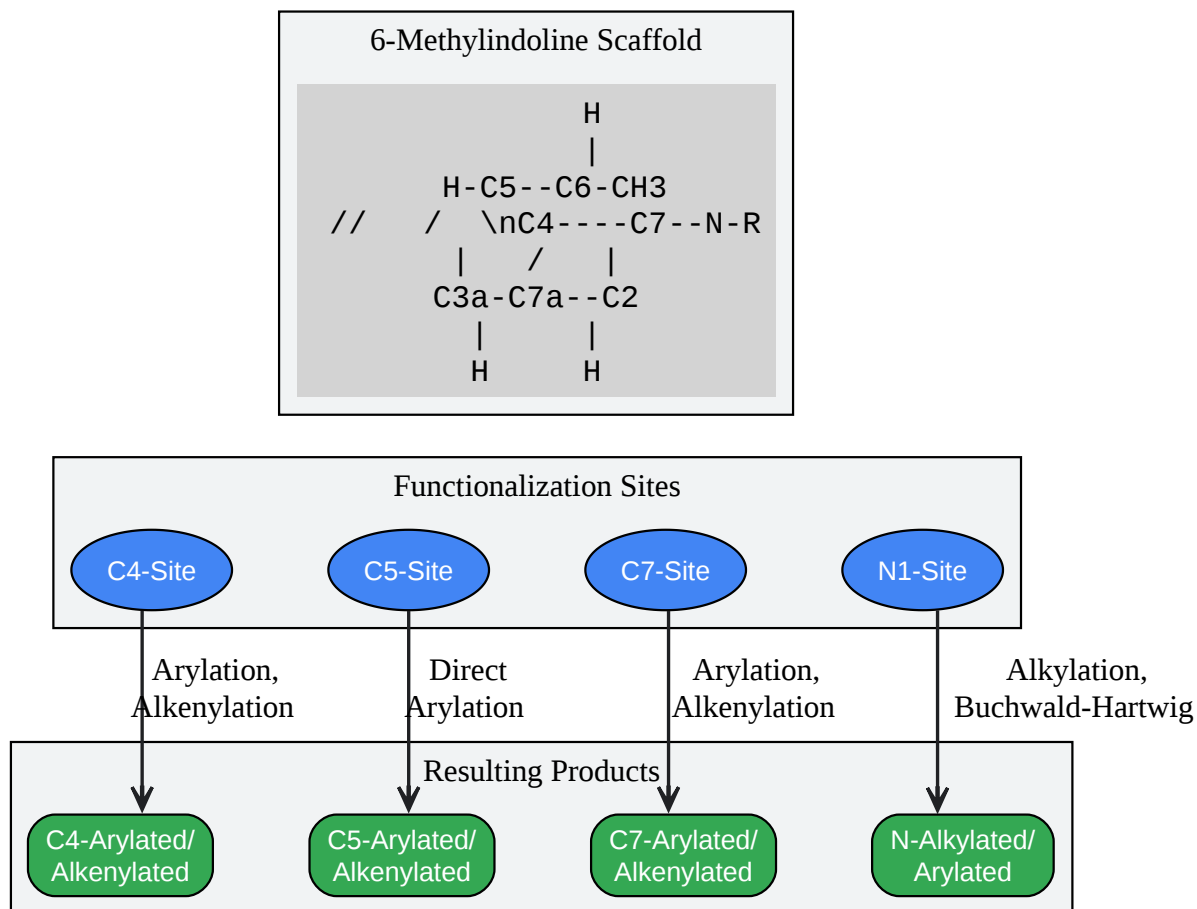 6-Methylindoline Scaffold
H
|
H-C5--C6-CH3
//   /  \nC4----C7--N-R
|   /   |
C3a-C7a--C2
|      |
H      H
Functionalization Sites
C4-Site
C5-Site
C7-Site
N1-Site
Arylation,
Alkenylation
Direct
Arylation
Arylation,
Alkenylation
Alkylation,
Buchwald-Hartwig
Resulting Products
C4-Arylated/
Alkenylated
C5-Arylated/
Alkenylated
C7-Arylated/
Alkenylated
N-Alkylated/
Arylated